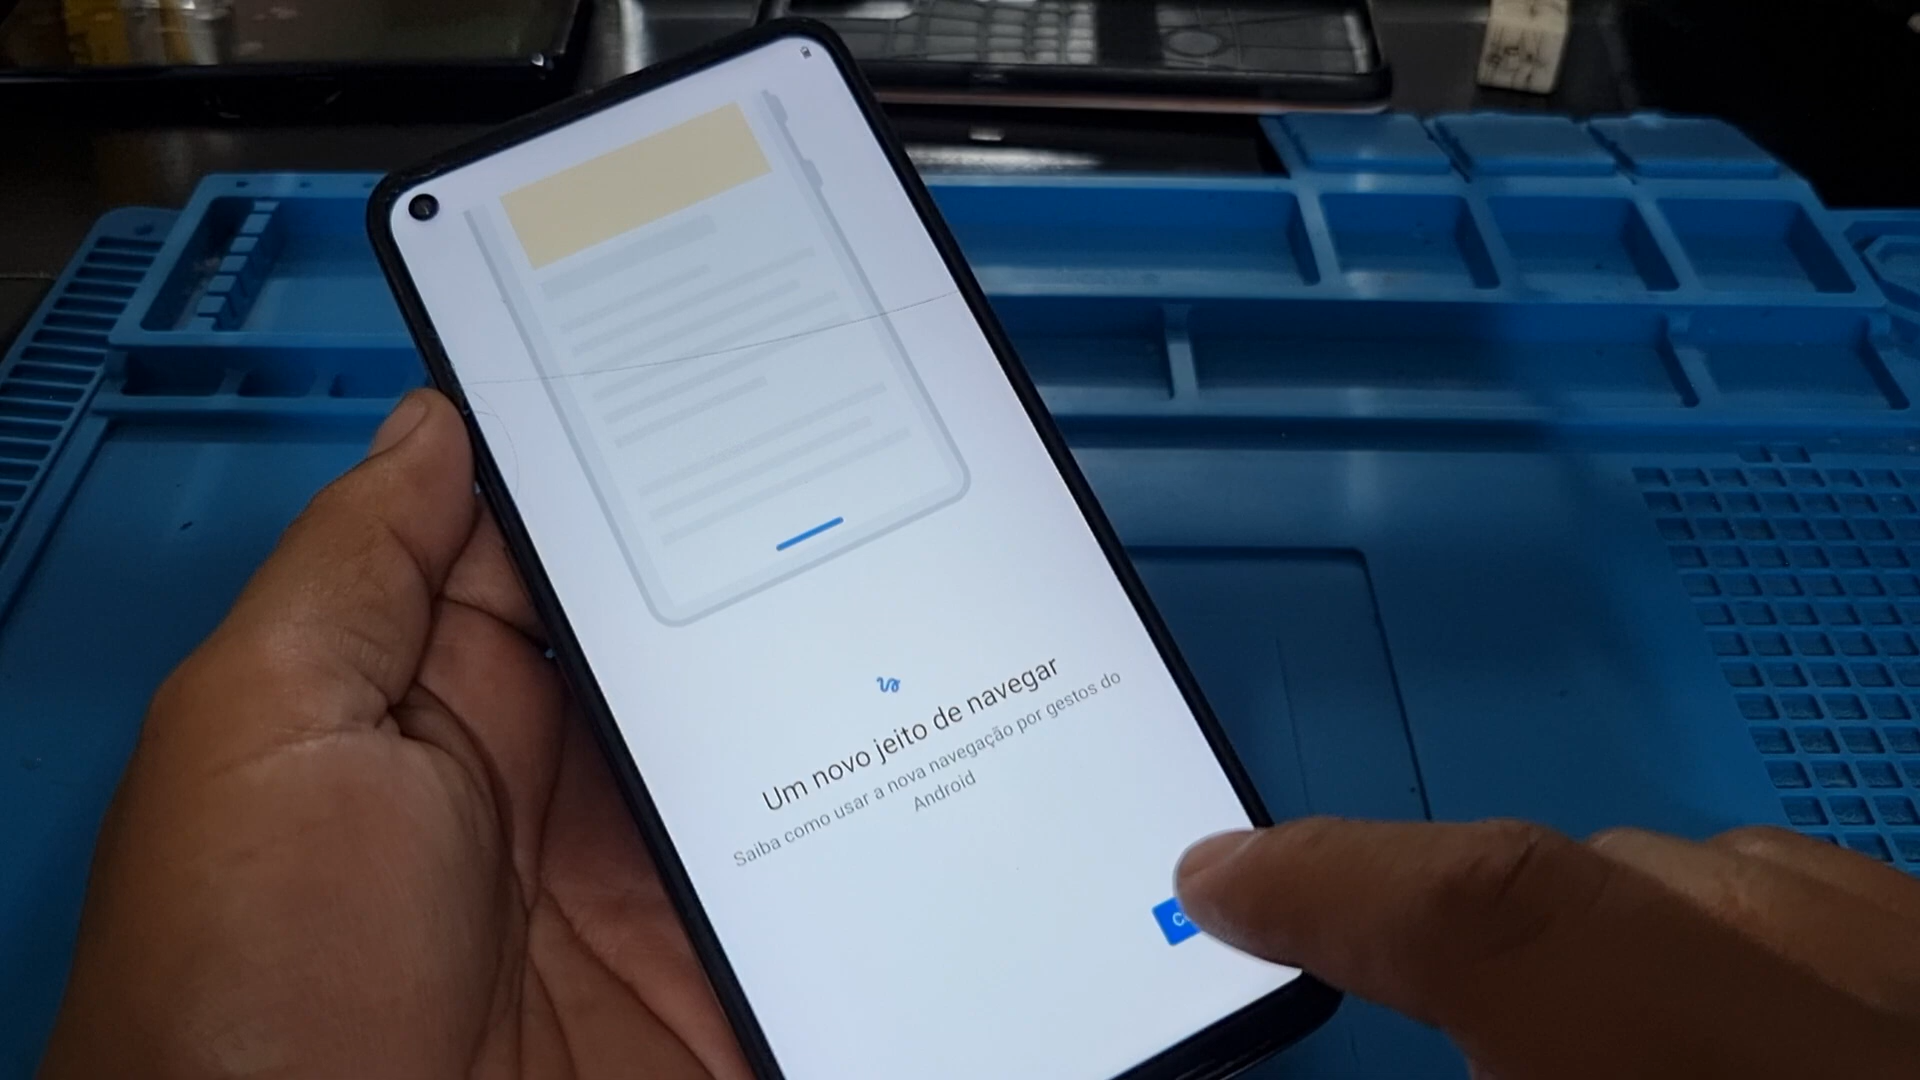 Um novo jeito de navegar
Saiba como usar a nova navegação por gestos do
Android